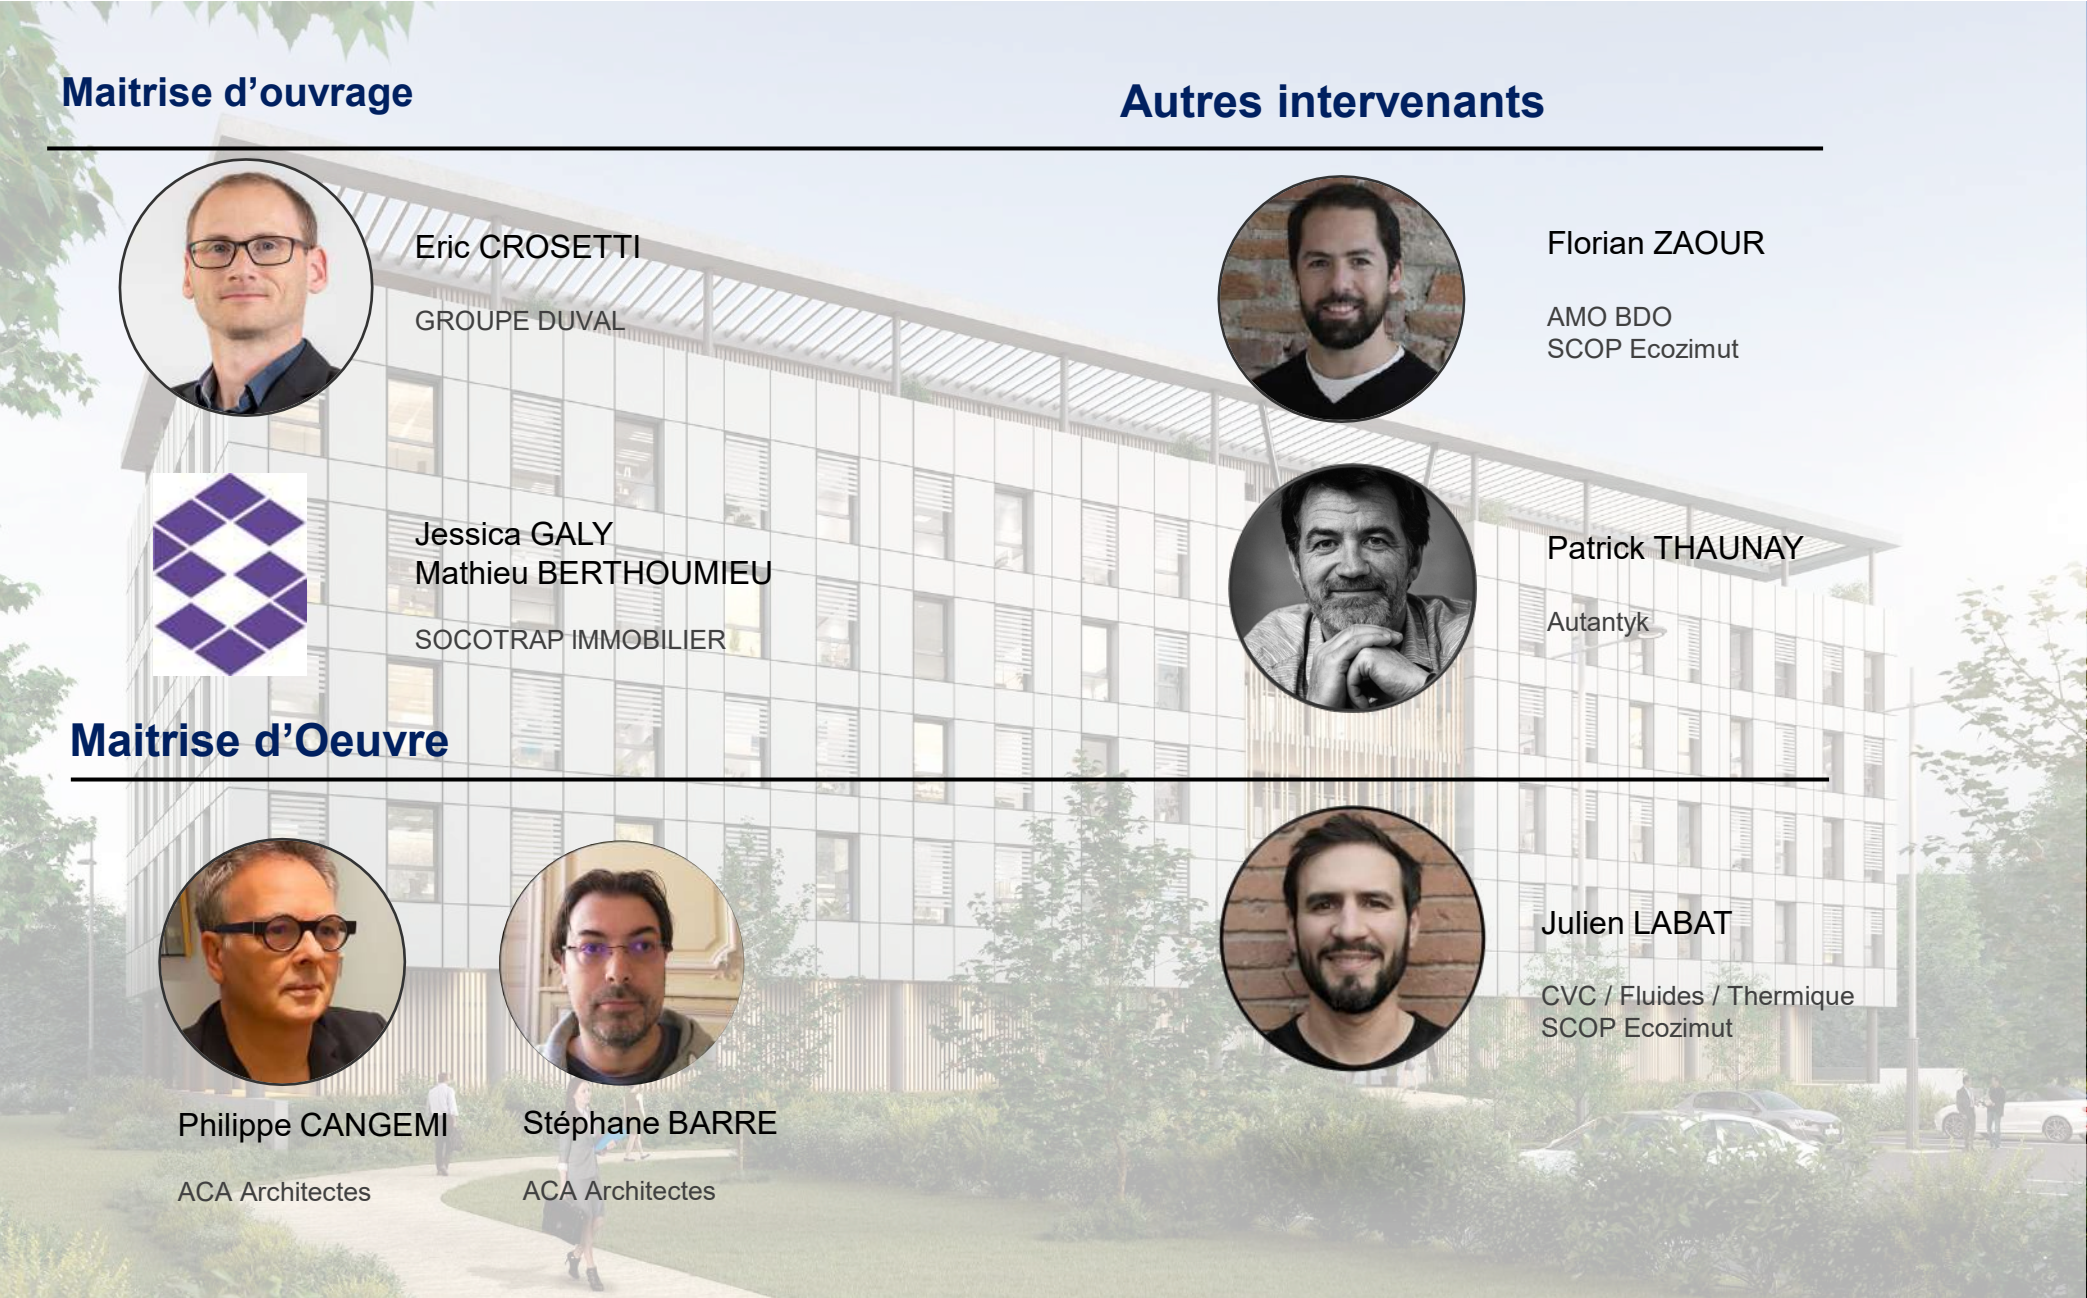 Maitrise d’ouvrage
Eric CROSETTI
GROUPE DUVAL
Jessica GALY
Mathieu BERTHOUMIEU
SOCOTRAP IMMOBILIER
Autres intervenants
Florian ZAOUR
AMO BDO
SCOP Ecozimut
Patrick THAUNAY
Autantyk
Maitrise d’Oeuvre
Philippe CANGEMI
ACA Architectes
Stéphane BARRE
ACA Architectes
Julien LABAT
CVC / Fluides / Thermique
SCOP Ecozimut